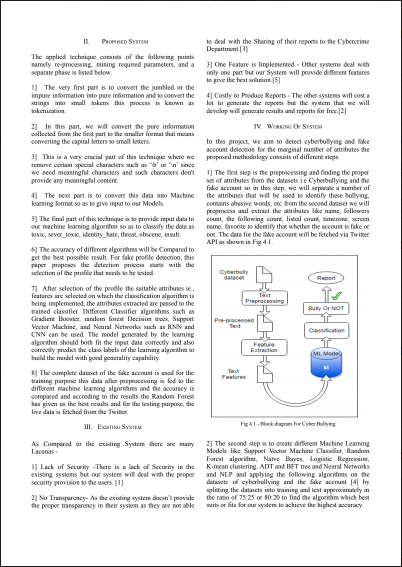 II. PROPOSED SYSTEM
The applied technique consists of the following points
namely re-processing, mining required parameters, and a
separate phase is listed below.
1] The very first part is to convert the jumbled or the
impute information into pure information and to convert the
strings into small tokens this process is known as
tokenization.
2] In this part, we will convert the pure information
collected from the first part to the smaller format that means
converting the capital letters to small letters.
3] This is a very crucial part of this technique where we
remove certain special characters such as '\b' or '\n' since
we need meaningful characters and such characters don't
provide any meaningful content.
4] The next part is to convert this data into Machine
learning format so as to give input to our Models.
5] The final part of this technique is to provide input data to
our machine algorithm so as to classify the data as
toxic, sever_toxic, identity_hate, threat, obscene, insult.
6] The accuracy of different algorithms will be Compared to
get the best possible result. For fake profile detection, this
paper proposes the detection process starts with the
selection of the profile that needs to be tested.
7] After selection of the profile the suitable attributes ie.,
features are selected on which the classification algorithm is
being implemented, the attributes extracted are passed to the
trained classifier. Different Classifier algorithms such as
Gradient Booster, random forest Decision trees, Support
Vector Machine, and Neural Networks such as RNN and
CNN can be used. The model generated by the learning
algorithm should both fit the input data correctly and also
correctly predict the class labels of the learning algorithm to
build the model with good generality capability.
8] The complete dataset of the fake account is used for the
training purpose this data after preprocessing is fed to the
different machine learning algorithms and the accuracy is
compared and according to the results the Random Forest
has given us the best results and for the testing purpose, the
live data is fetched from the Twitter.
III. EXISTING SYSTEM
As Compared to the existing System there are many
Lacunas -
1] Lack of Security -There is a lack of Security in the
existing systems but our system will deal with the proper
security provision to the users. [1]
2] No Transparency- As the existing system doesn't provide
the proper transparency in their system as they are not able
to deal with the Sharing of their reports to the Cybercrime
Department.[3]
3] One Feature is Implemented - Other systems deal with
only one part but our System will provide different features
to give the best solution.[5]
4] Costly to Produce Reports - The other systems will cost a
lot to generate the reports but the system that we will
develop will generate results and reports for free.[2]
IV. WORKING OF SYSTEM
In this project, we aim to detect cyberbullying and fake
account detection for the marginal number of attributes the
proposed methodology consists of different steps.
1] The first step is the preprocessing and finding the proper
set of attributes from the datasets i.e Cyberbullying and the
fake account so in this step, we will separate a number of
the attributes that will be used to identify these bullying,
contains abusive words, etc from the second dataset we will
preprocess and extract the attributes like name, followers
count, the following count, listed count, timezone, screen
name, favorite to identify that whether the account is fake or
not. The data for the fake account will be fetched via Twitter
API as shown in Fig 4.1.
Cyberbully
dataset
Report
Text
Preprocessing
Bully Or NOT
Pre-processed
Text
Classification
Feature
Extraction
ML Model
M
Text
Features
Fig 4.1 - Block diagram For Cyber Bullying
2] The second step is to create different Machine Learning
Models like Support Vector Machine Classifier, Random
Forest algorithm, Naive Bayes, Logistic Regression,
K-mean clustering, ADT and BFT tree and Neural Networks
and NLP and applying the following algorithms on the
datasets of cyberbullying and the fake account [4] by
splitting the datasets into training and test approximately in
the ratio of 75:25 or 80:20 to find the algorithm which best
suits or fits for our system to achieve the highest accuracy.